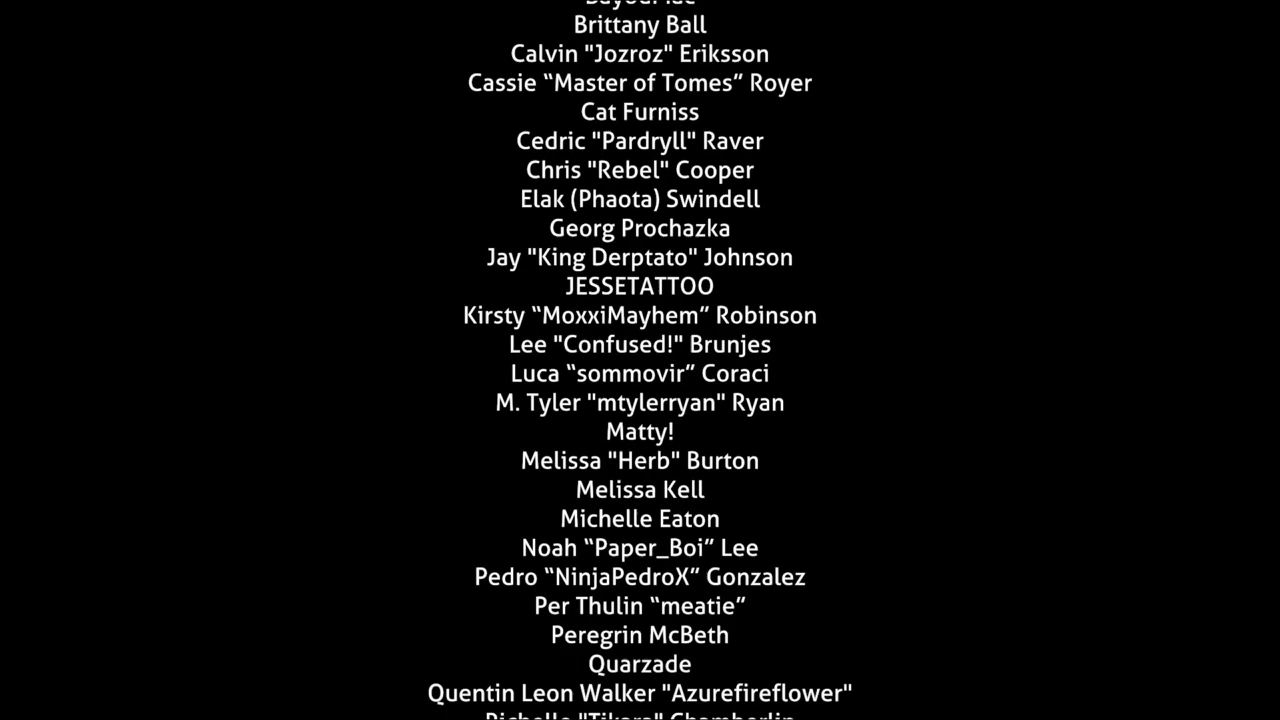 Brittany Ball
Calvin "Jozroz" Eriksson
Cassie “Master of Tomes” Royer
Cat Furniss
Cedric "Pardryll" Raver
Chris "Rebel" Cooper
Elak (Phaota) Swindell
Georg Prochazka
Jay "King Derptato" Johnson
JESSETATTOO
Kirsty “MoxxiMayhem” Robinson
Lee "Confused!" Brunjes
Luca “sommovir” Coraci
M. Tyler "mtylerryan" Ryan
Matty!
Melissa "Herb" Burton
Melissa Kell
Michelle Eaton
Noah “Paper_Boi” Lee
Pedro “NinjaPedroX” Gonzalez
Per Thulin “meatie”
Peregrin McBeth
Quarzade
Quentin Leon Walker "Azurefireflower"